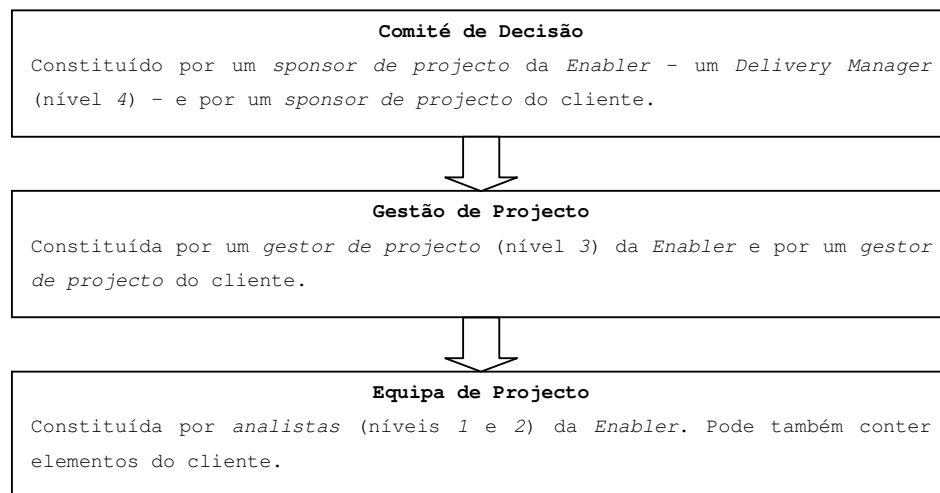 Comité de Decisão
Constituído por um sponsor de projecto da Enabler – um Delivery Manager
(nível 4) – e por um sponsor de projecto do cliente.
Gestão de Projecto
Constituída por um gestor de projecto (nível 3) da Enabler e por um gestor
de projecto do cliente.
Equipa de Projecto
Constituída por analistas (níveis 1 e 2) da Enabler. Pode também conter
elementos do cliente.